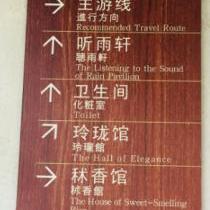 主游线
進行方向
Recommended Travel Route
听雨轩
聽雨軒
The Listening to the Sound
of Rain Pavilion
卫生间
化粧室
Toilet
玲珑馆
玲瓏館
The Hall of Elegance
秫香馆
秫香館
The House of Sweet-Smelling